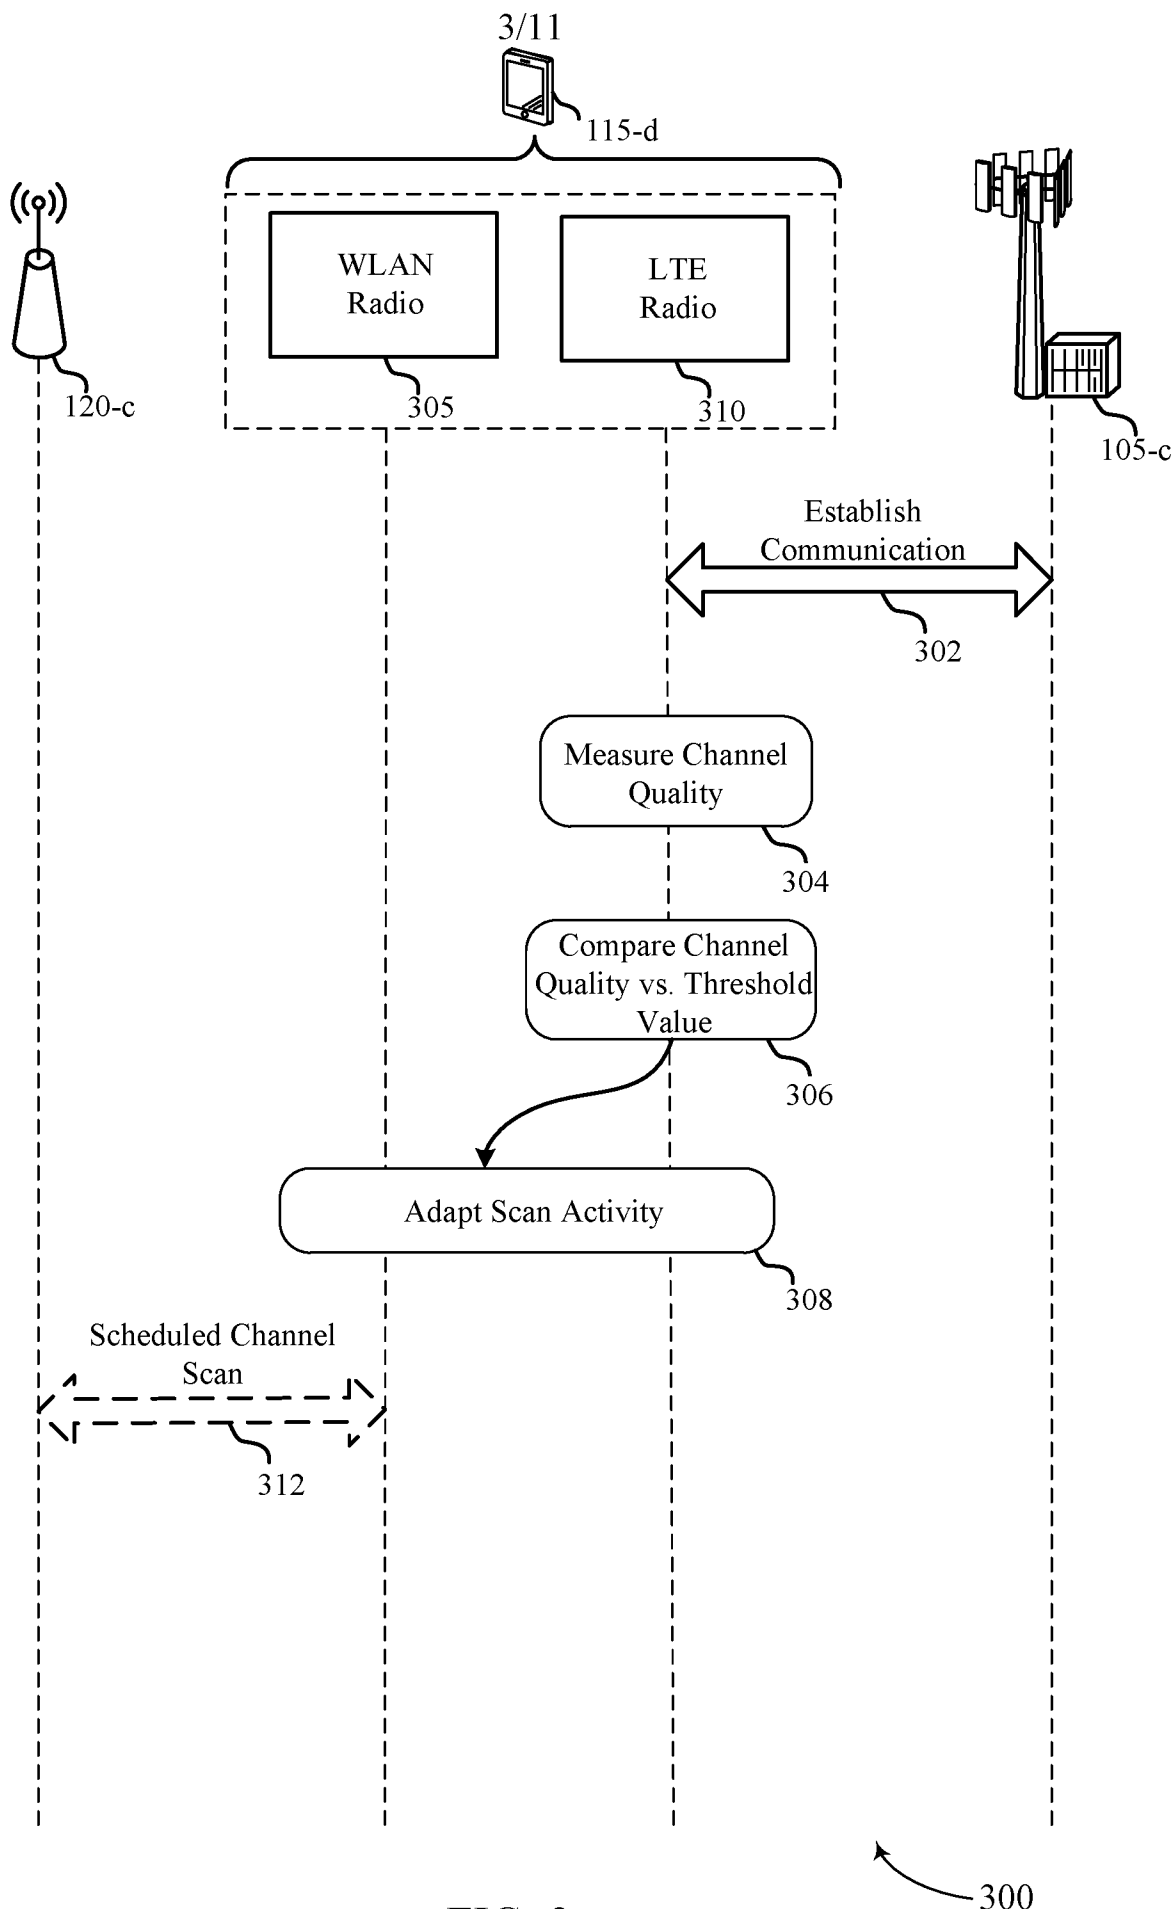 3/11
115-d
WLAN
Radio
LTE
Radio
120-c
305
310
105-c
Establish
Communication
302
Measure Channel
Quality
304
Compare Channel
Quality vs. Threshold
Value
306
Adapt Scan Activity
308
Scheduled Channel
Scan
312
300